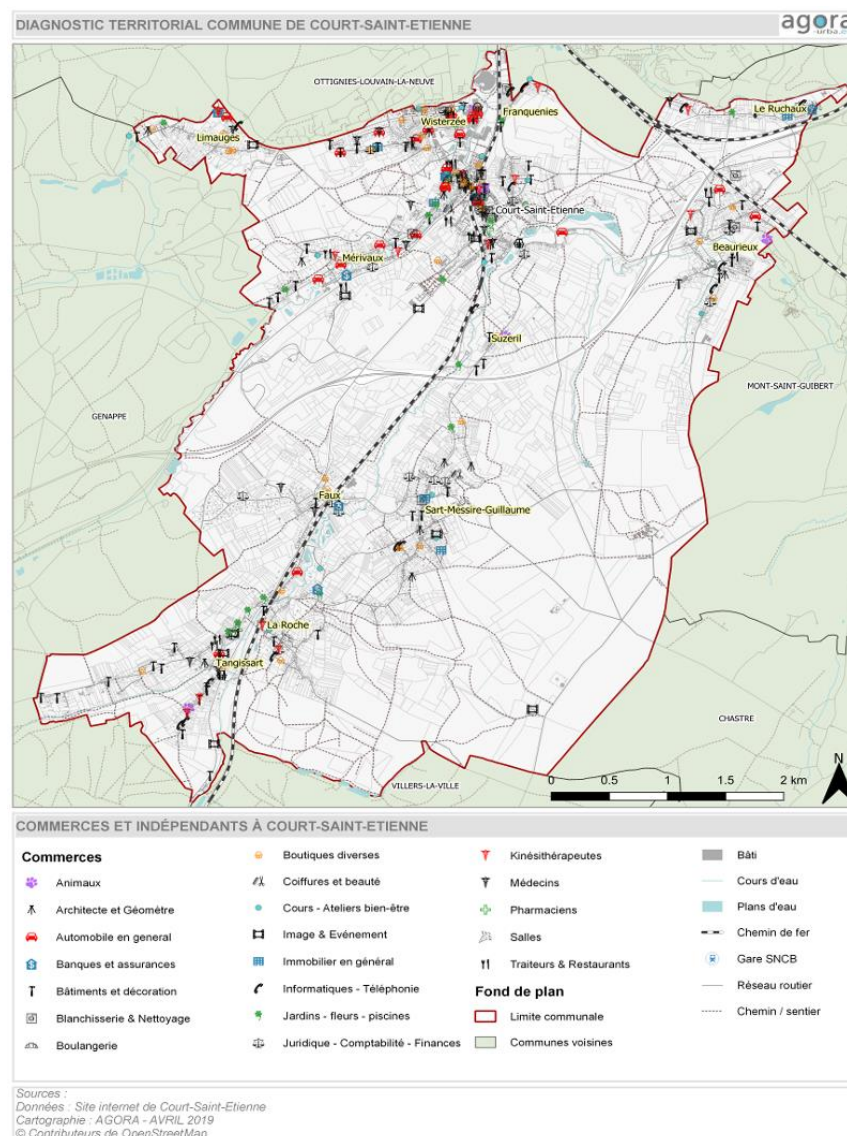 DIAGNOSTIC TERRITORIAL COMMUNE DE COURT-SAINT-ETIENNE
agora
OTTIGNIES-LOUVAIN-LA-NEUVE
Franquenies
Le Ruchaux
Wisterzée
Limauges
Court-Saint-Etienne
Beaurieux
Mérivaux
Suzeril
MONT-SAINT-GUIBERT
GENAPPE
Faux
Sart-Messire-Guillaume
La Roche
Tangissart
CHASTRE
VILLERS-LA-VILLE
N
0 0.5 1 1.5 2 km
COMMERCES ET INDÉPENDANTS À COURT-SAINT-ETIENNE
Commerces
Animaux
Architecte et Géomètre
Automobile en general
Banques et assurances
Bâtiments et décoration
Blanchisserie & Nettoyage
Boulangerie
Boutiques diverses
Coiffures et beauté
Cours - Ateliers bien-être
Image & Evénement
Immobilier en général
Informatiques - Téléphonie
Jardins - fleurs - piscines
Juridique - Comptabilité - Finances
Kinésithérapeutes
Médecins
Pharmaciens
Salles
Traiteurs & Restaurants
Fond de plan
Limite communale
Communes voisines
Bâti
Cours d'eau
Plans d'eau
Chemin de fer
Gare SNCB
Réseau routier
Chemin / sentier
Sources :
Données : Site internet de Court-Saint-Etienne
Cartographie : AGORA - AVRIL 2019
© Contributeurs de OpenStreetMap